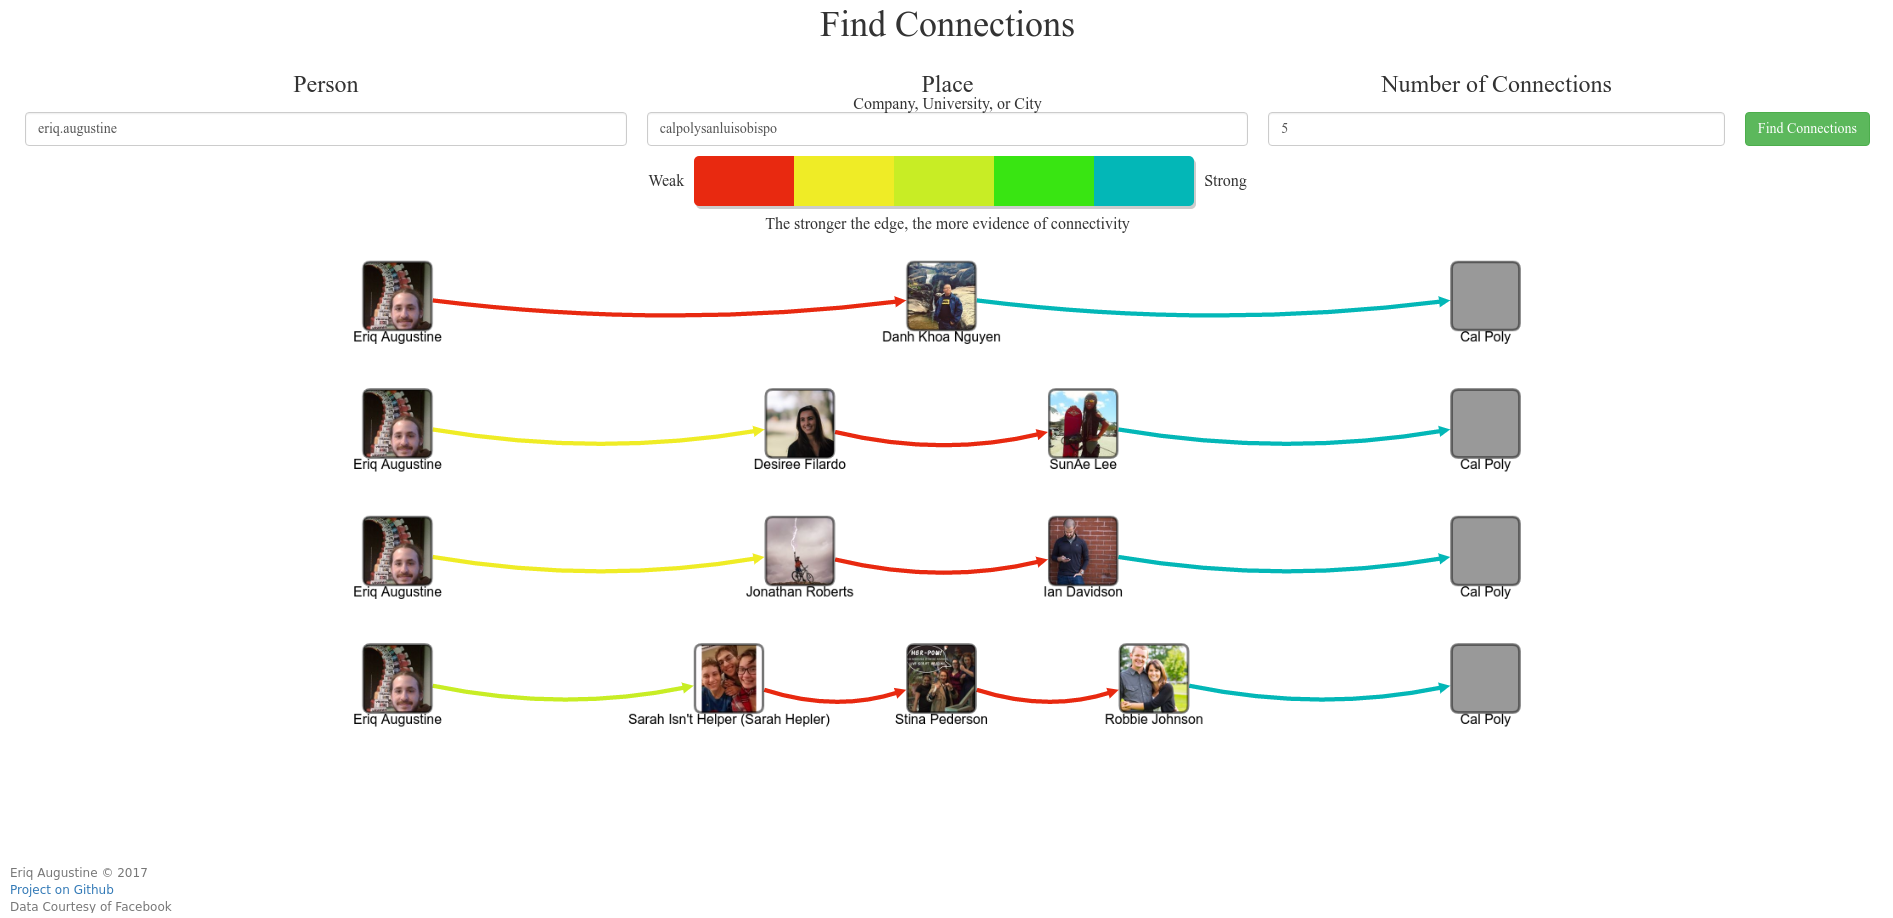 Find Connections
Person
Place
Number of Connections
Company, University, or City
eriq.augustine
calpolysanluisobispo
5
Find Connections
Weak
Strong
The stronger the edge, the more evidence of connectivity
Eriq Augustine
Danh Khoa Nguyen
Cal Poly
Eriq Augustine
Desiree Filardo
SunAe Lee
Cal Poly
Eriq Augustine
Jonathan Roberts
Ian Davidson
Cal Poly
HER-POW!
Eriq Augustine
Sarah Isn't Helper (Sarah Hepler)
Stina Pederson
Robbie Johnson
Cal Poly
Eriq Augustine © 2017
Project on Github
Data Courtesy of Facebook